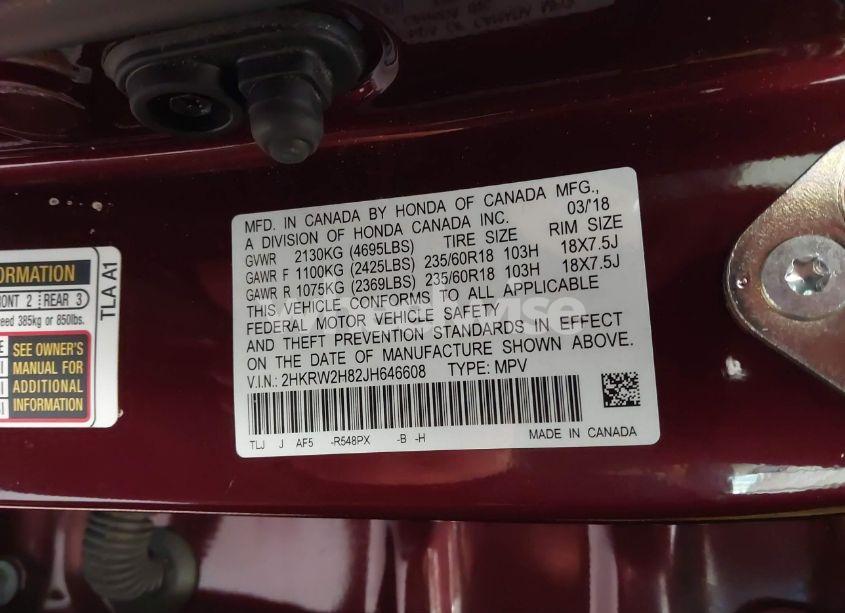 MFD. IN CANADA BY HONDA OF CANADA MFG.,
A DIVISION OF HONDA CANADA INC. 03/'18
GVWR 2130KG (4695LBS) TIRE SIZE RIM SIZE
GAWR F 1100KG (2425LBS) 235/60R18 103H 18X7.5J
GAWR R 1075KG (2369LBS) 235/60R18 103H 18X7.5J
THIS VEHICLE CONFORMS TO ALL APPLICABLE
FEDERAL MOTOR VEHICLE SAFETY
AND THEFT PREVENTION STANDARDS IN EFFECT
ON THE DATE OF MANUFACTURE SHOWN ABOVE.
V.I.N.: 2HKRW2H82JH646608 TYPE: MPV
TLJ J AF5 -R548PX -B -H
MADE IN CANADA
ORMATION
RONT 2 REAR 3
ceed 385kg or 850lbs.
SEE OWNER'S
MANUAL FOR
ADDITIONAL
INFORMATION
TLA A1